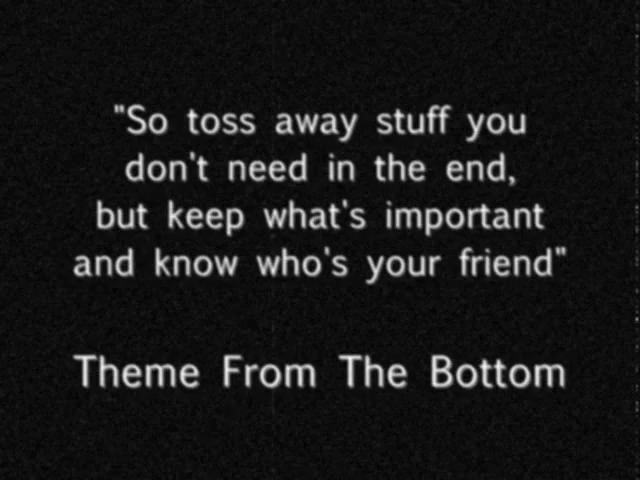 "So toss away stuff you
don't need in the end,
but keep what's important
and know who's your friend"
Theme From The Bottom